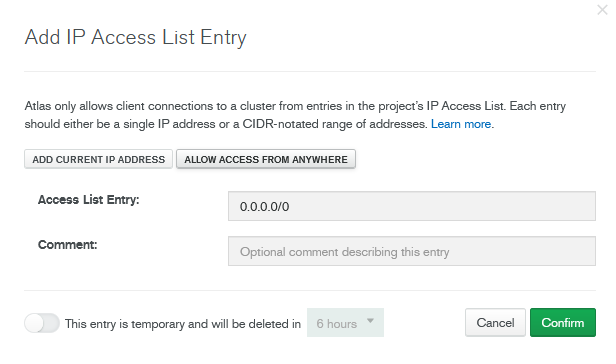 Add IP Access List Entry
Atlas only allows client connections to a cluster from entries in the project's IP Access List. Each entry
should either be a single IP address or a CIDR-notated range of addresses. Learn more.
ADD CURRENT IP ADDRESS ALLOW ACCESS FROM ANYWHERE
Access List Entry: 0.0.0.0/0
Comment: Optional comment describing this entry
This entry is temporary and will be deleted in 6 hours Cancel Confirm